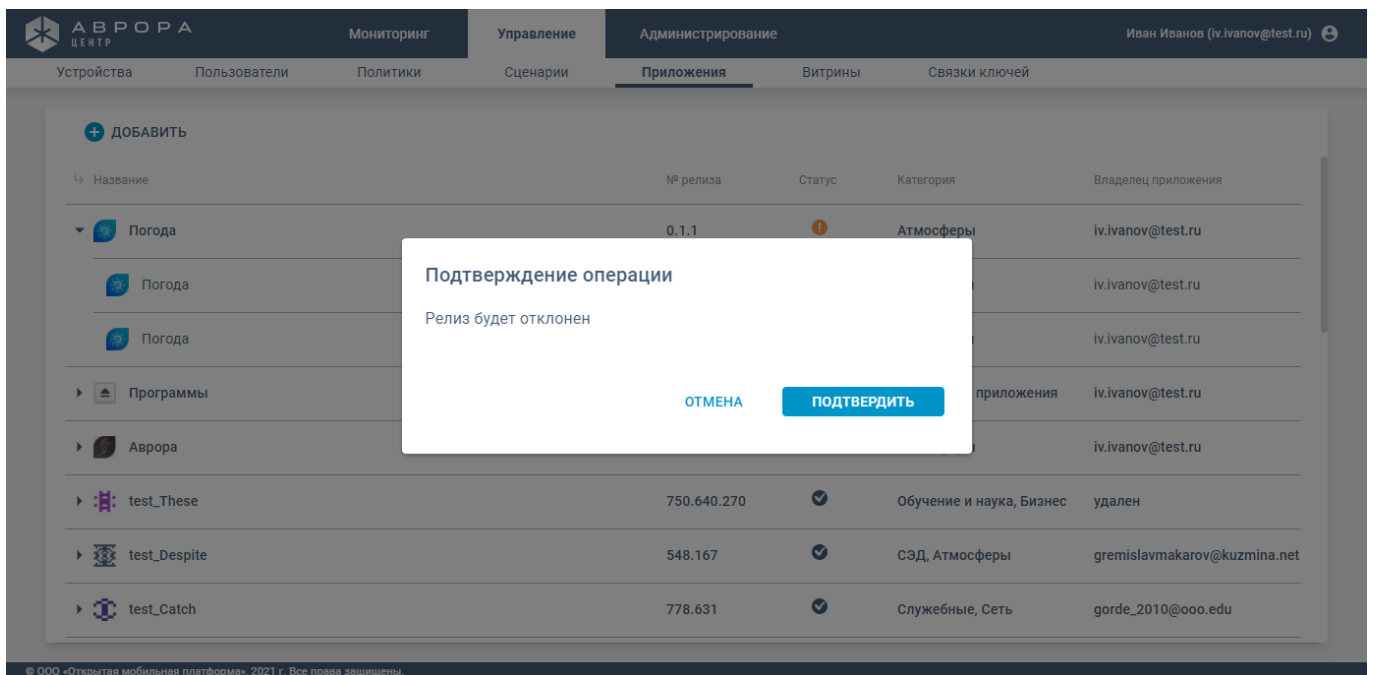 АВРОРА
ЦЕНТР
Мониторинг Управление Администрирование Иван Иванов (iv.ivanov@test.ru)
Устройства Пользователи Политики Сценарии Приложения Витрины Связки ключей
ДОБАВИТЬ
Название № релиза Статус Категория Владелец приложения
Погода 0.1.1 Атмосферы iv.ivanov@test.ru
Подтверждение операции
Погода iv.ivanov@test.ru
Релиз будет отклонен
Погода iv.ivanov@test.ru
Программы приложения iv.ivanov@test.ru
ОТМЕНА ПОДТВЕРДИТЬ
Аврора iv.ivanov@test.ru
test_These 750.640.270 Обучение и наука, Бизнес удален
test_Despite 548.167 СЭД, Атмосферы gremislavmakarov@kuzmina.net
test_Catch 778.631 Служебные, Сеть gorde_2010@ooo.edu
© ООО «Открытая мобильная платформа», 2021 г. Все права защищены.